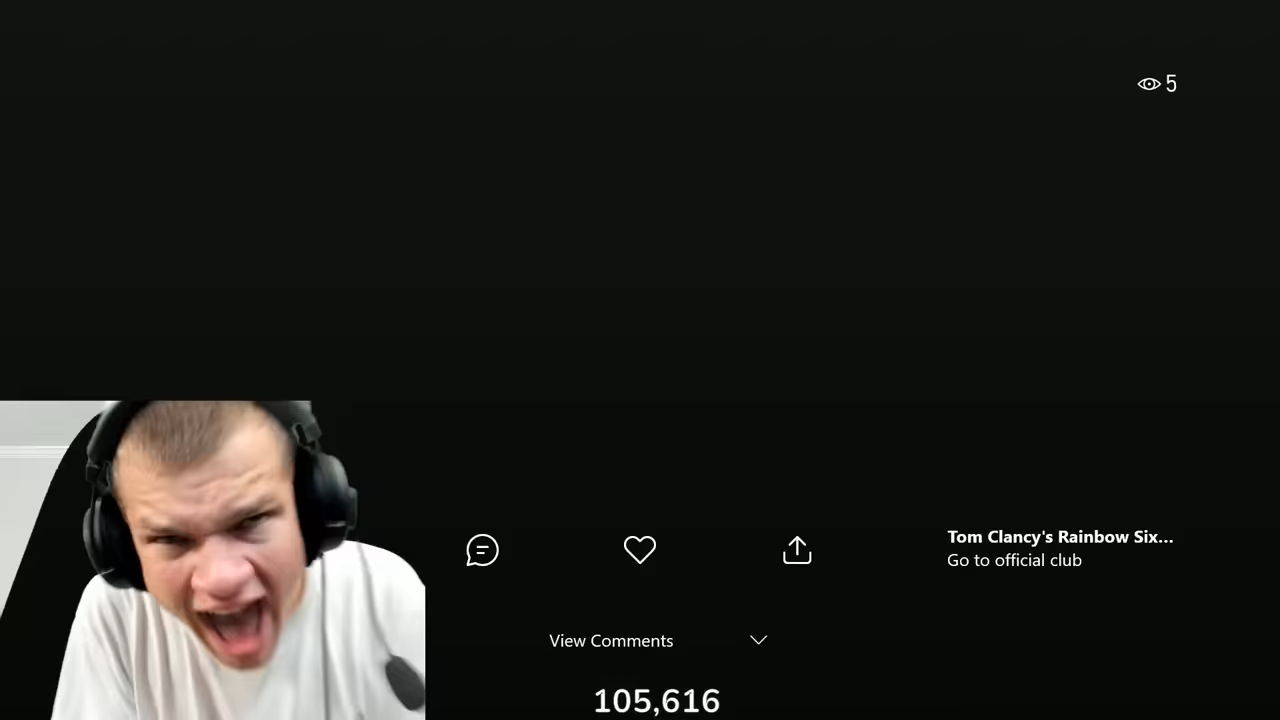 5
Tom Clancy's Rainbow Six...
Go to official club
View Comments
105,616